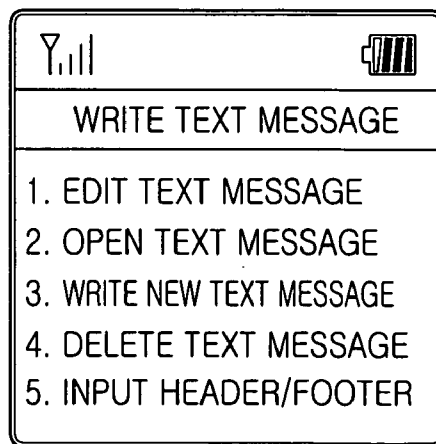 WRITE TEXT MESSAGE
1. EDIT TEXT MESSAGE
2. OPEN TEXT MESSAGE
3. WRITE NEW TEXT MESSAGE
4. DELETE TEXT MESSAGE
5. INPUT HEADER/FOOTER